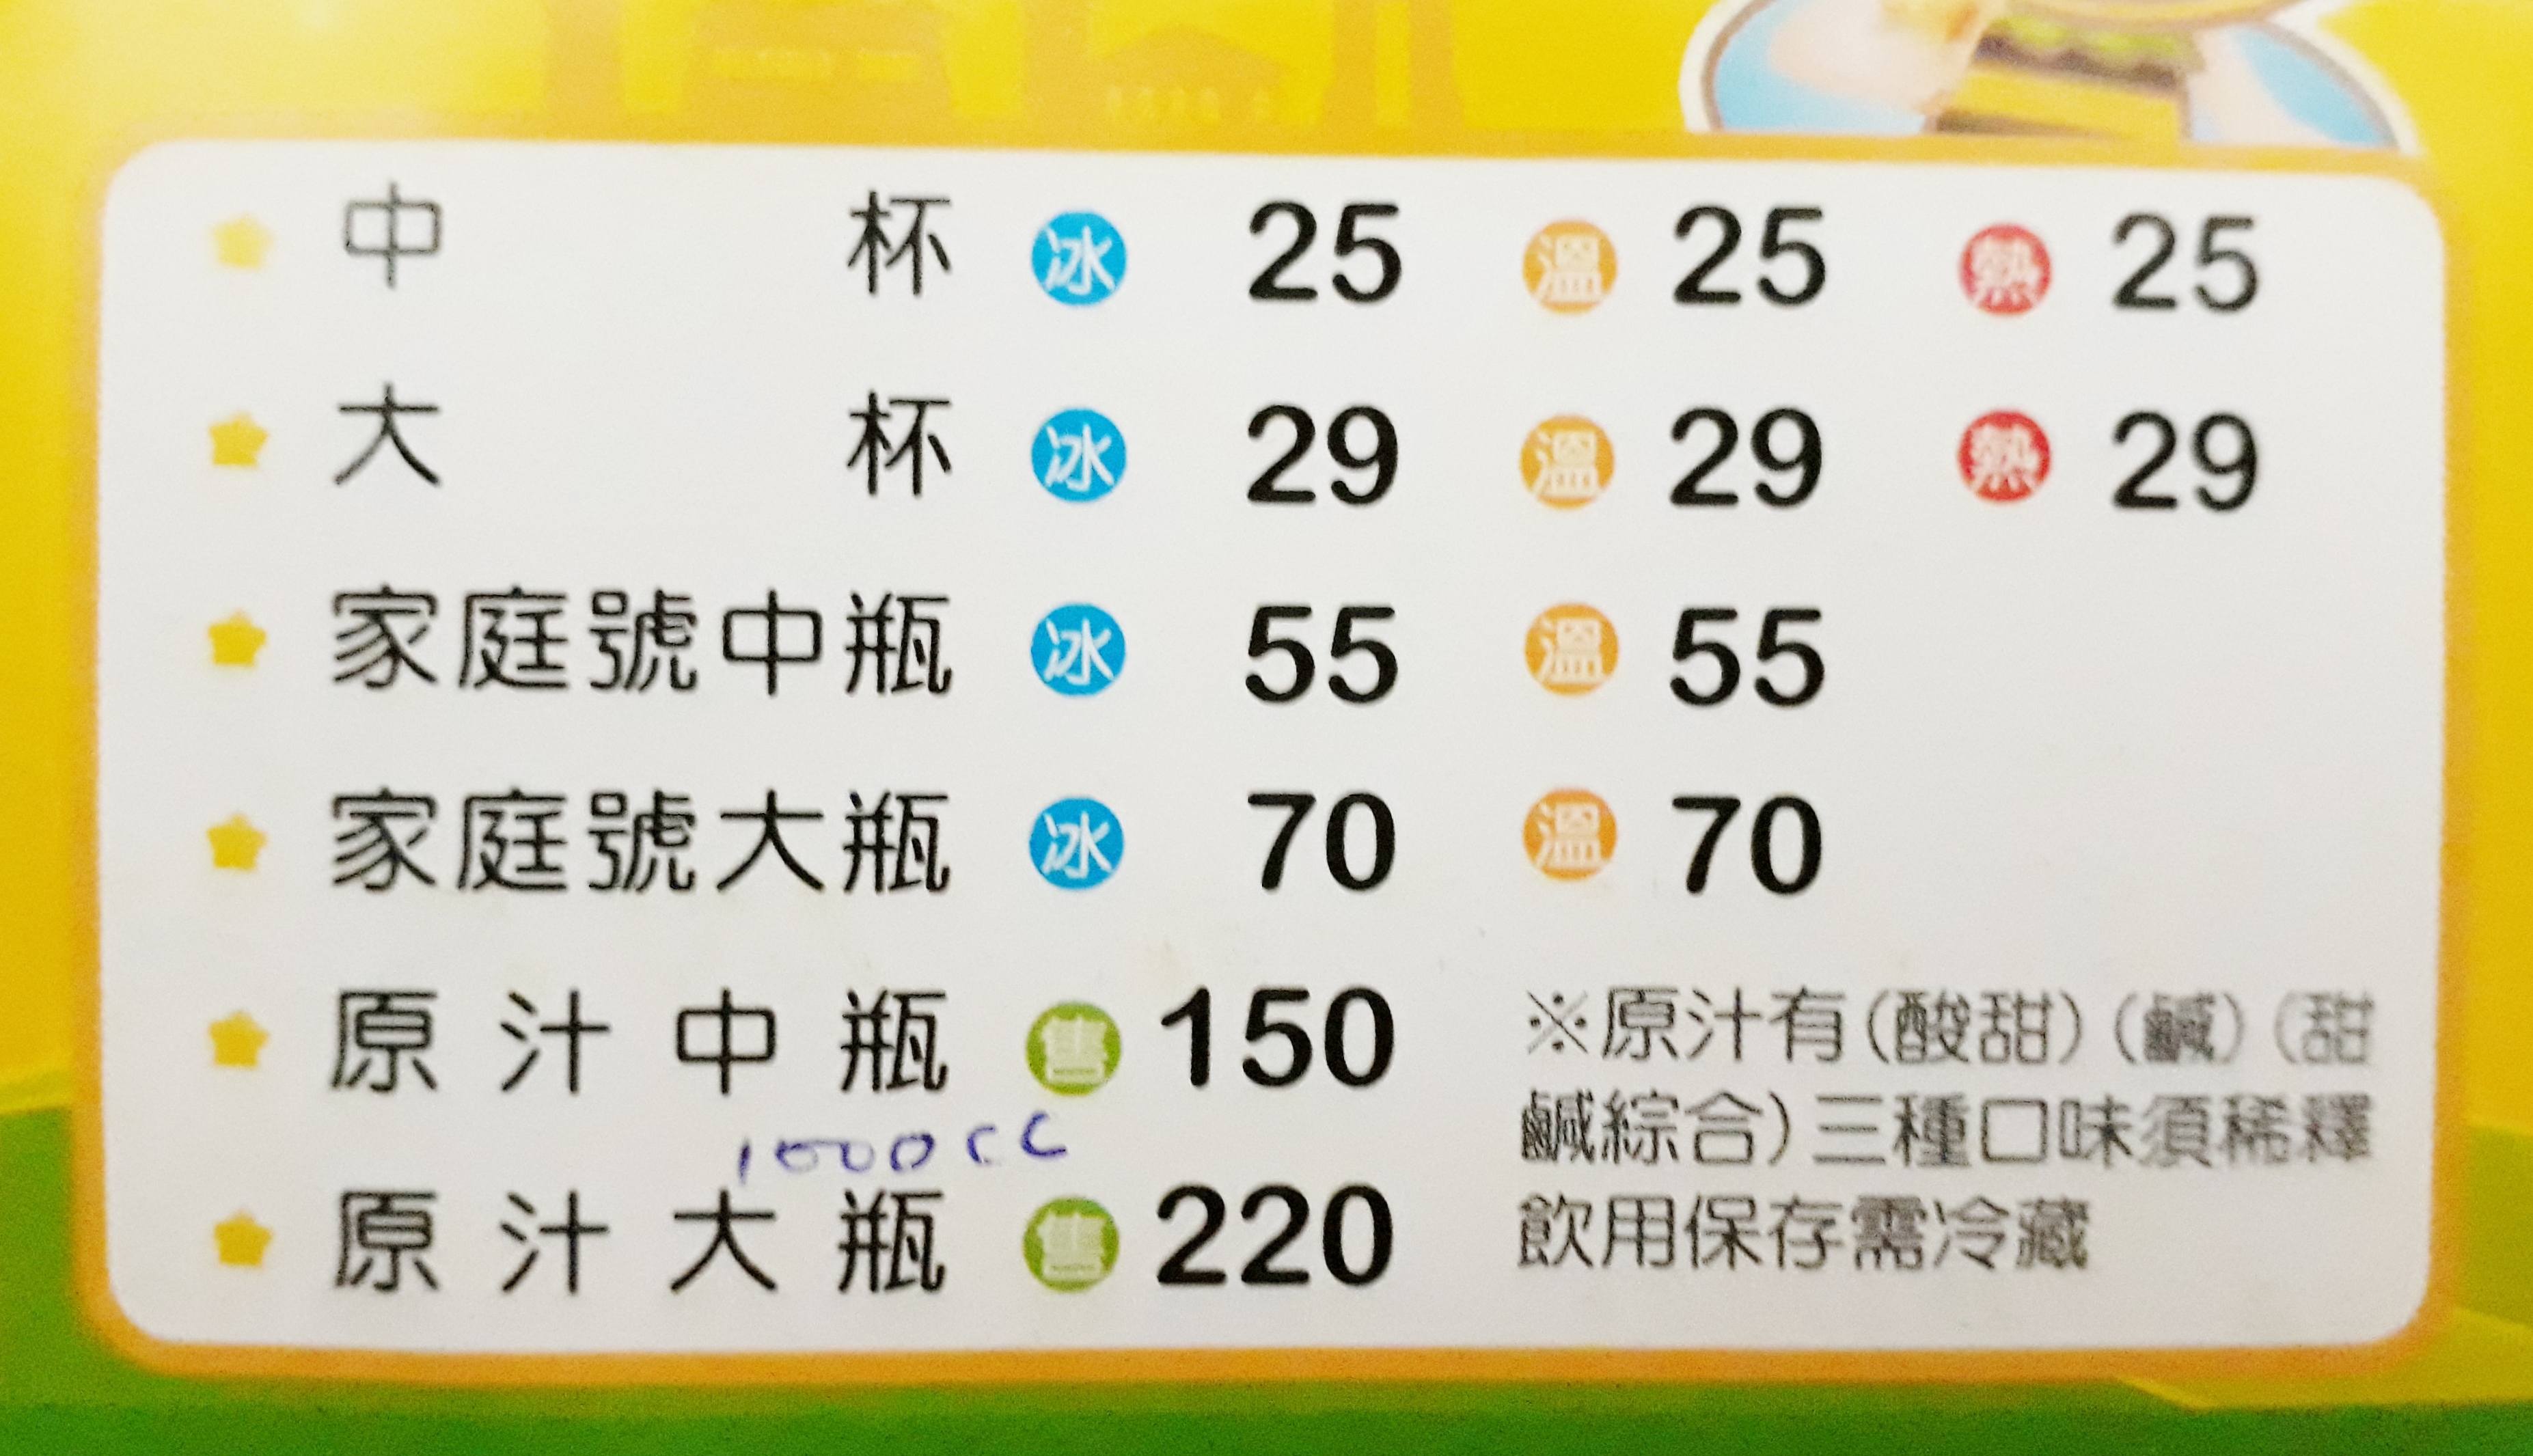 中杯 冰 25 溫 25 熱 25
大杯 冰 29 溫 29 熱 29
家庭號中瓶 冰 55 溫 55
家庭號大瓶 冰 70 溫 70
原汁中瓶 售 150
1000cc
原汁大瓶 售 220
※原汁有(酸甜)(鹹)(甜
鹹綜合)三種口味須稀釋
飲用保存需冷藏